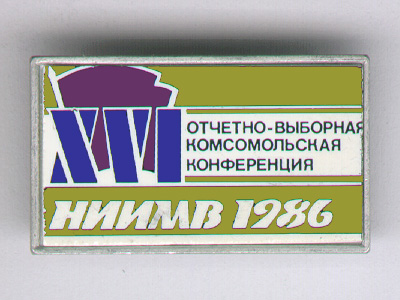 XVI
ОТЧЕТНО-ВЫБОРНАЯ
КОМСОМОЛЬСКАЯ
КОНФЕРЕНЦИЯ
НИИМВ 1986